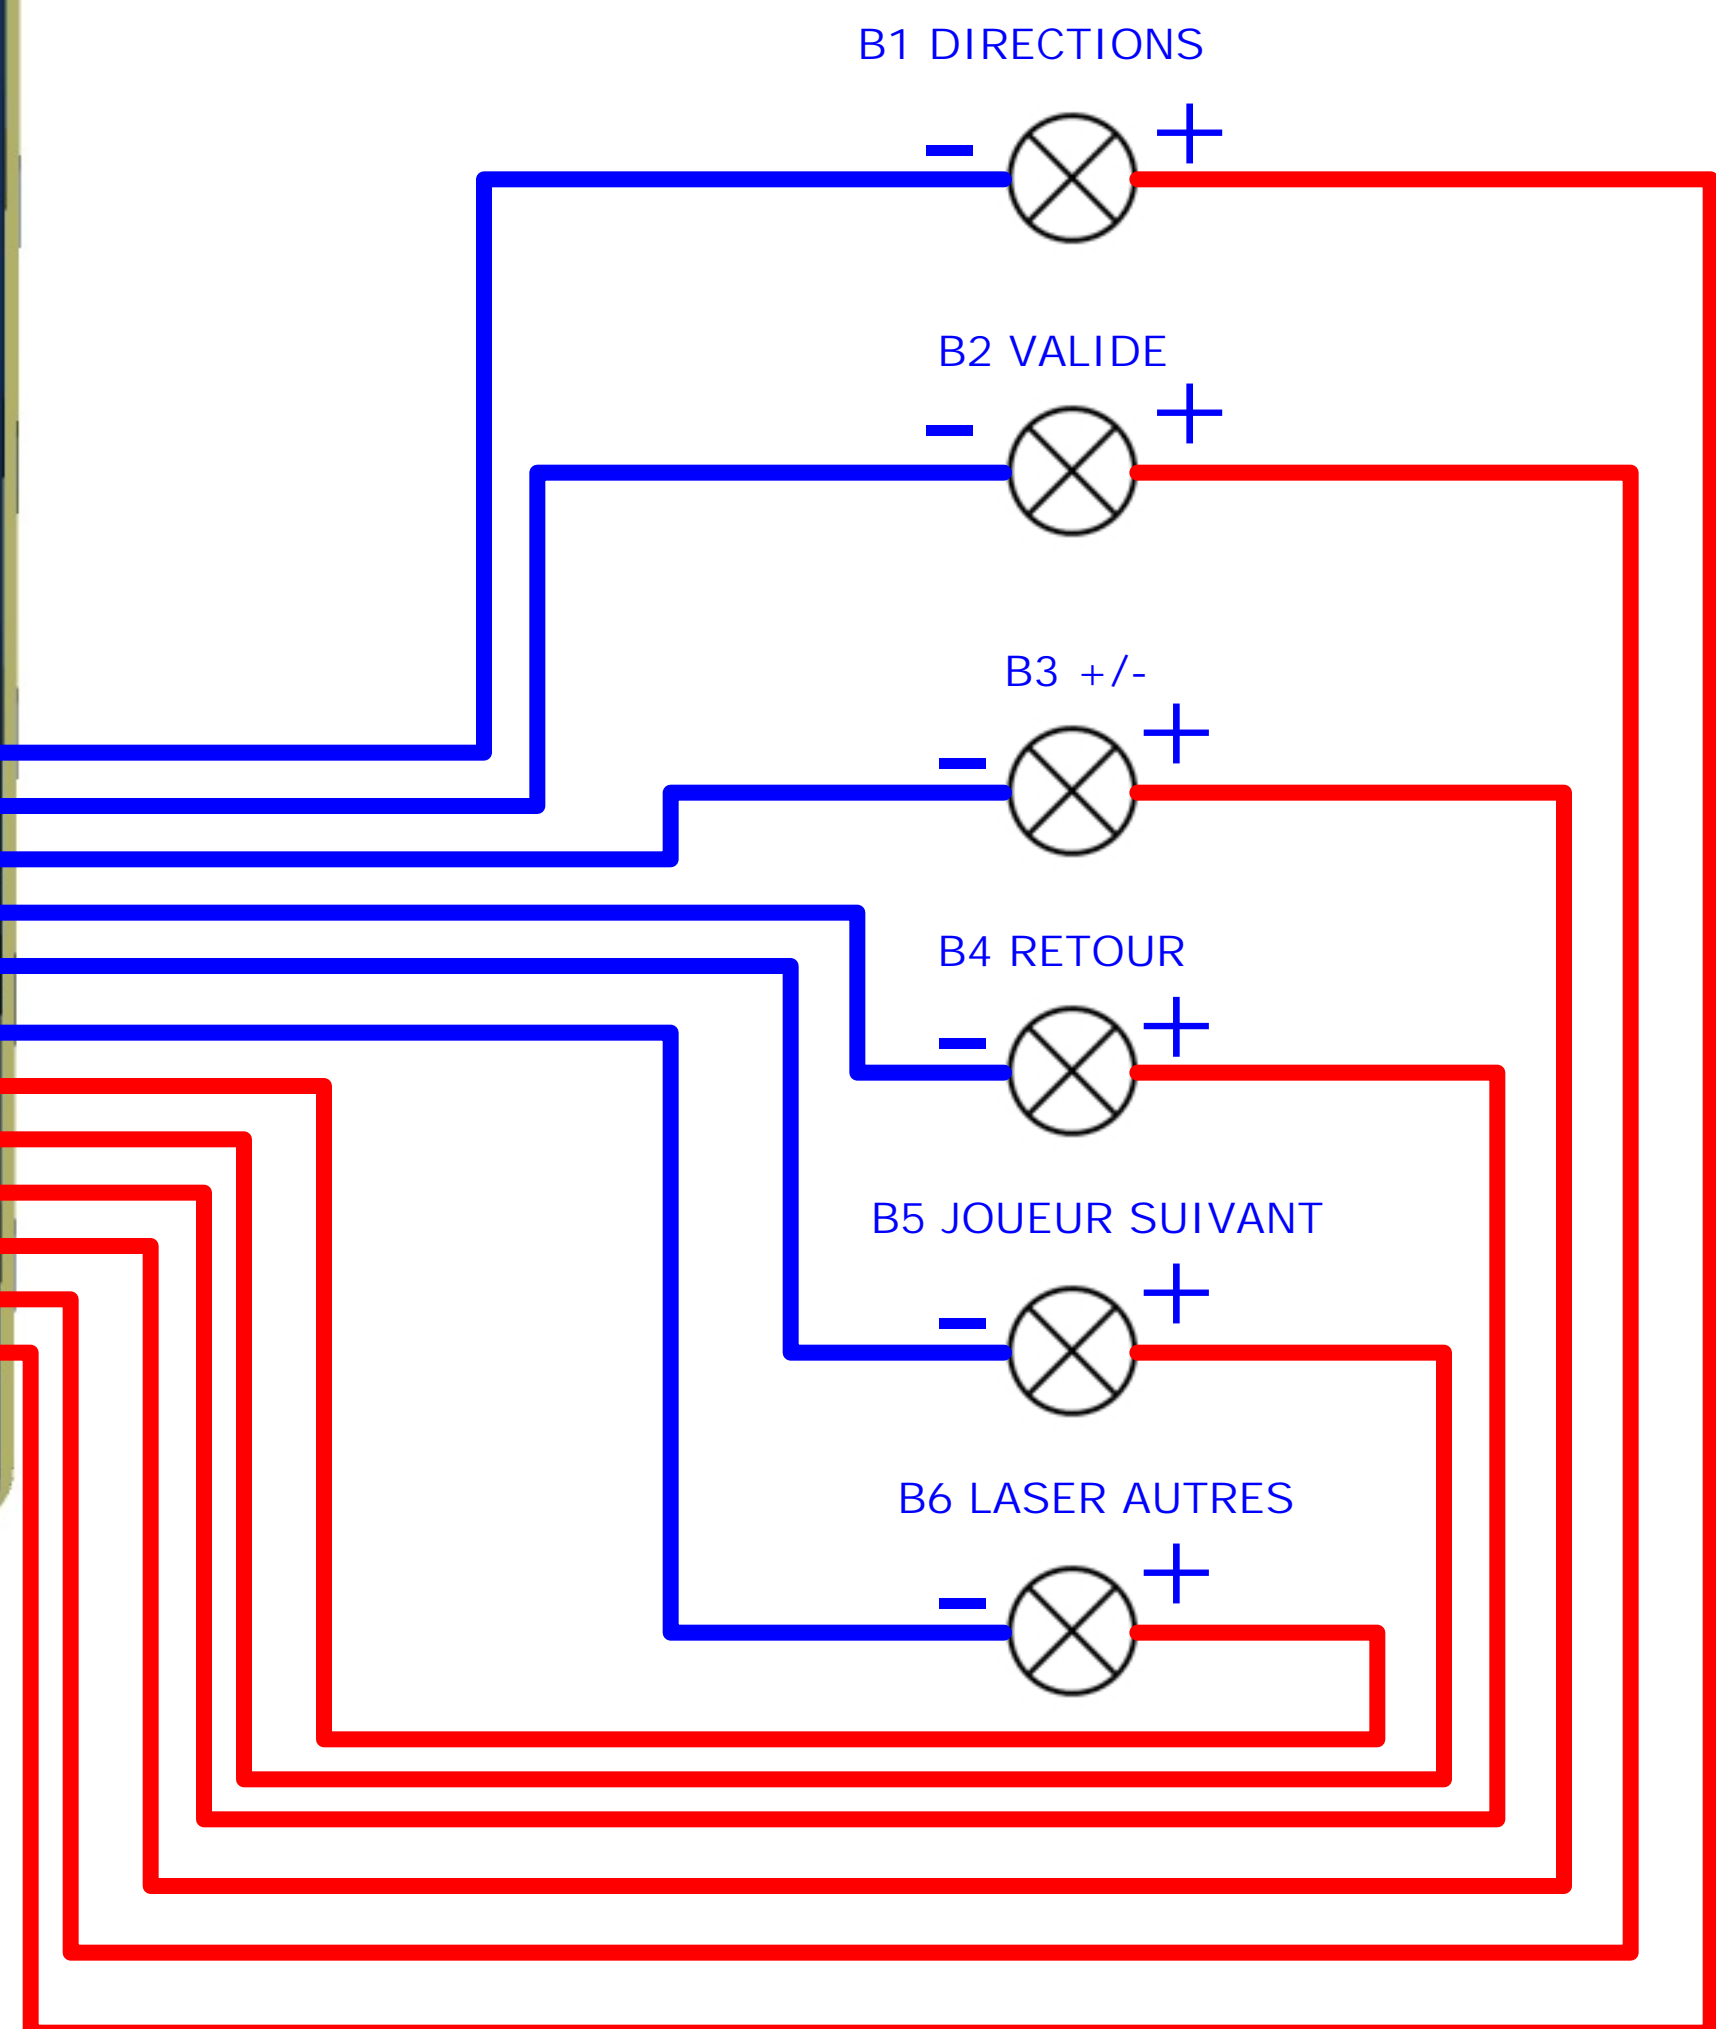 B1 DIRECTIONS
- +
B2 VALIDE
- +
B3 +/-
- +
B4 RETOUR
- +
B5 JOUEUR SUIVANT
- +
B6 LASER AUTRES
- +